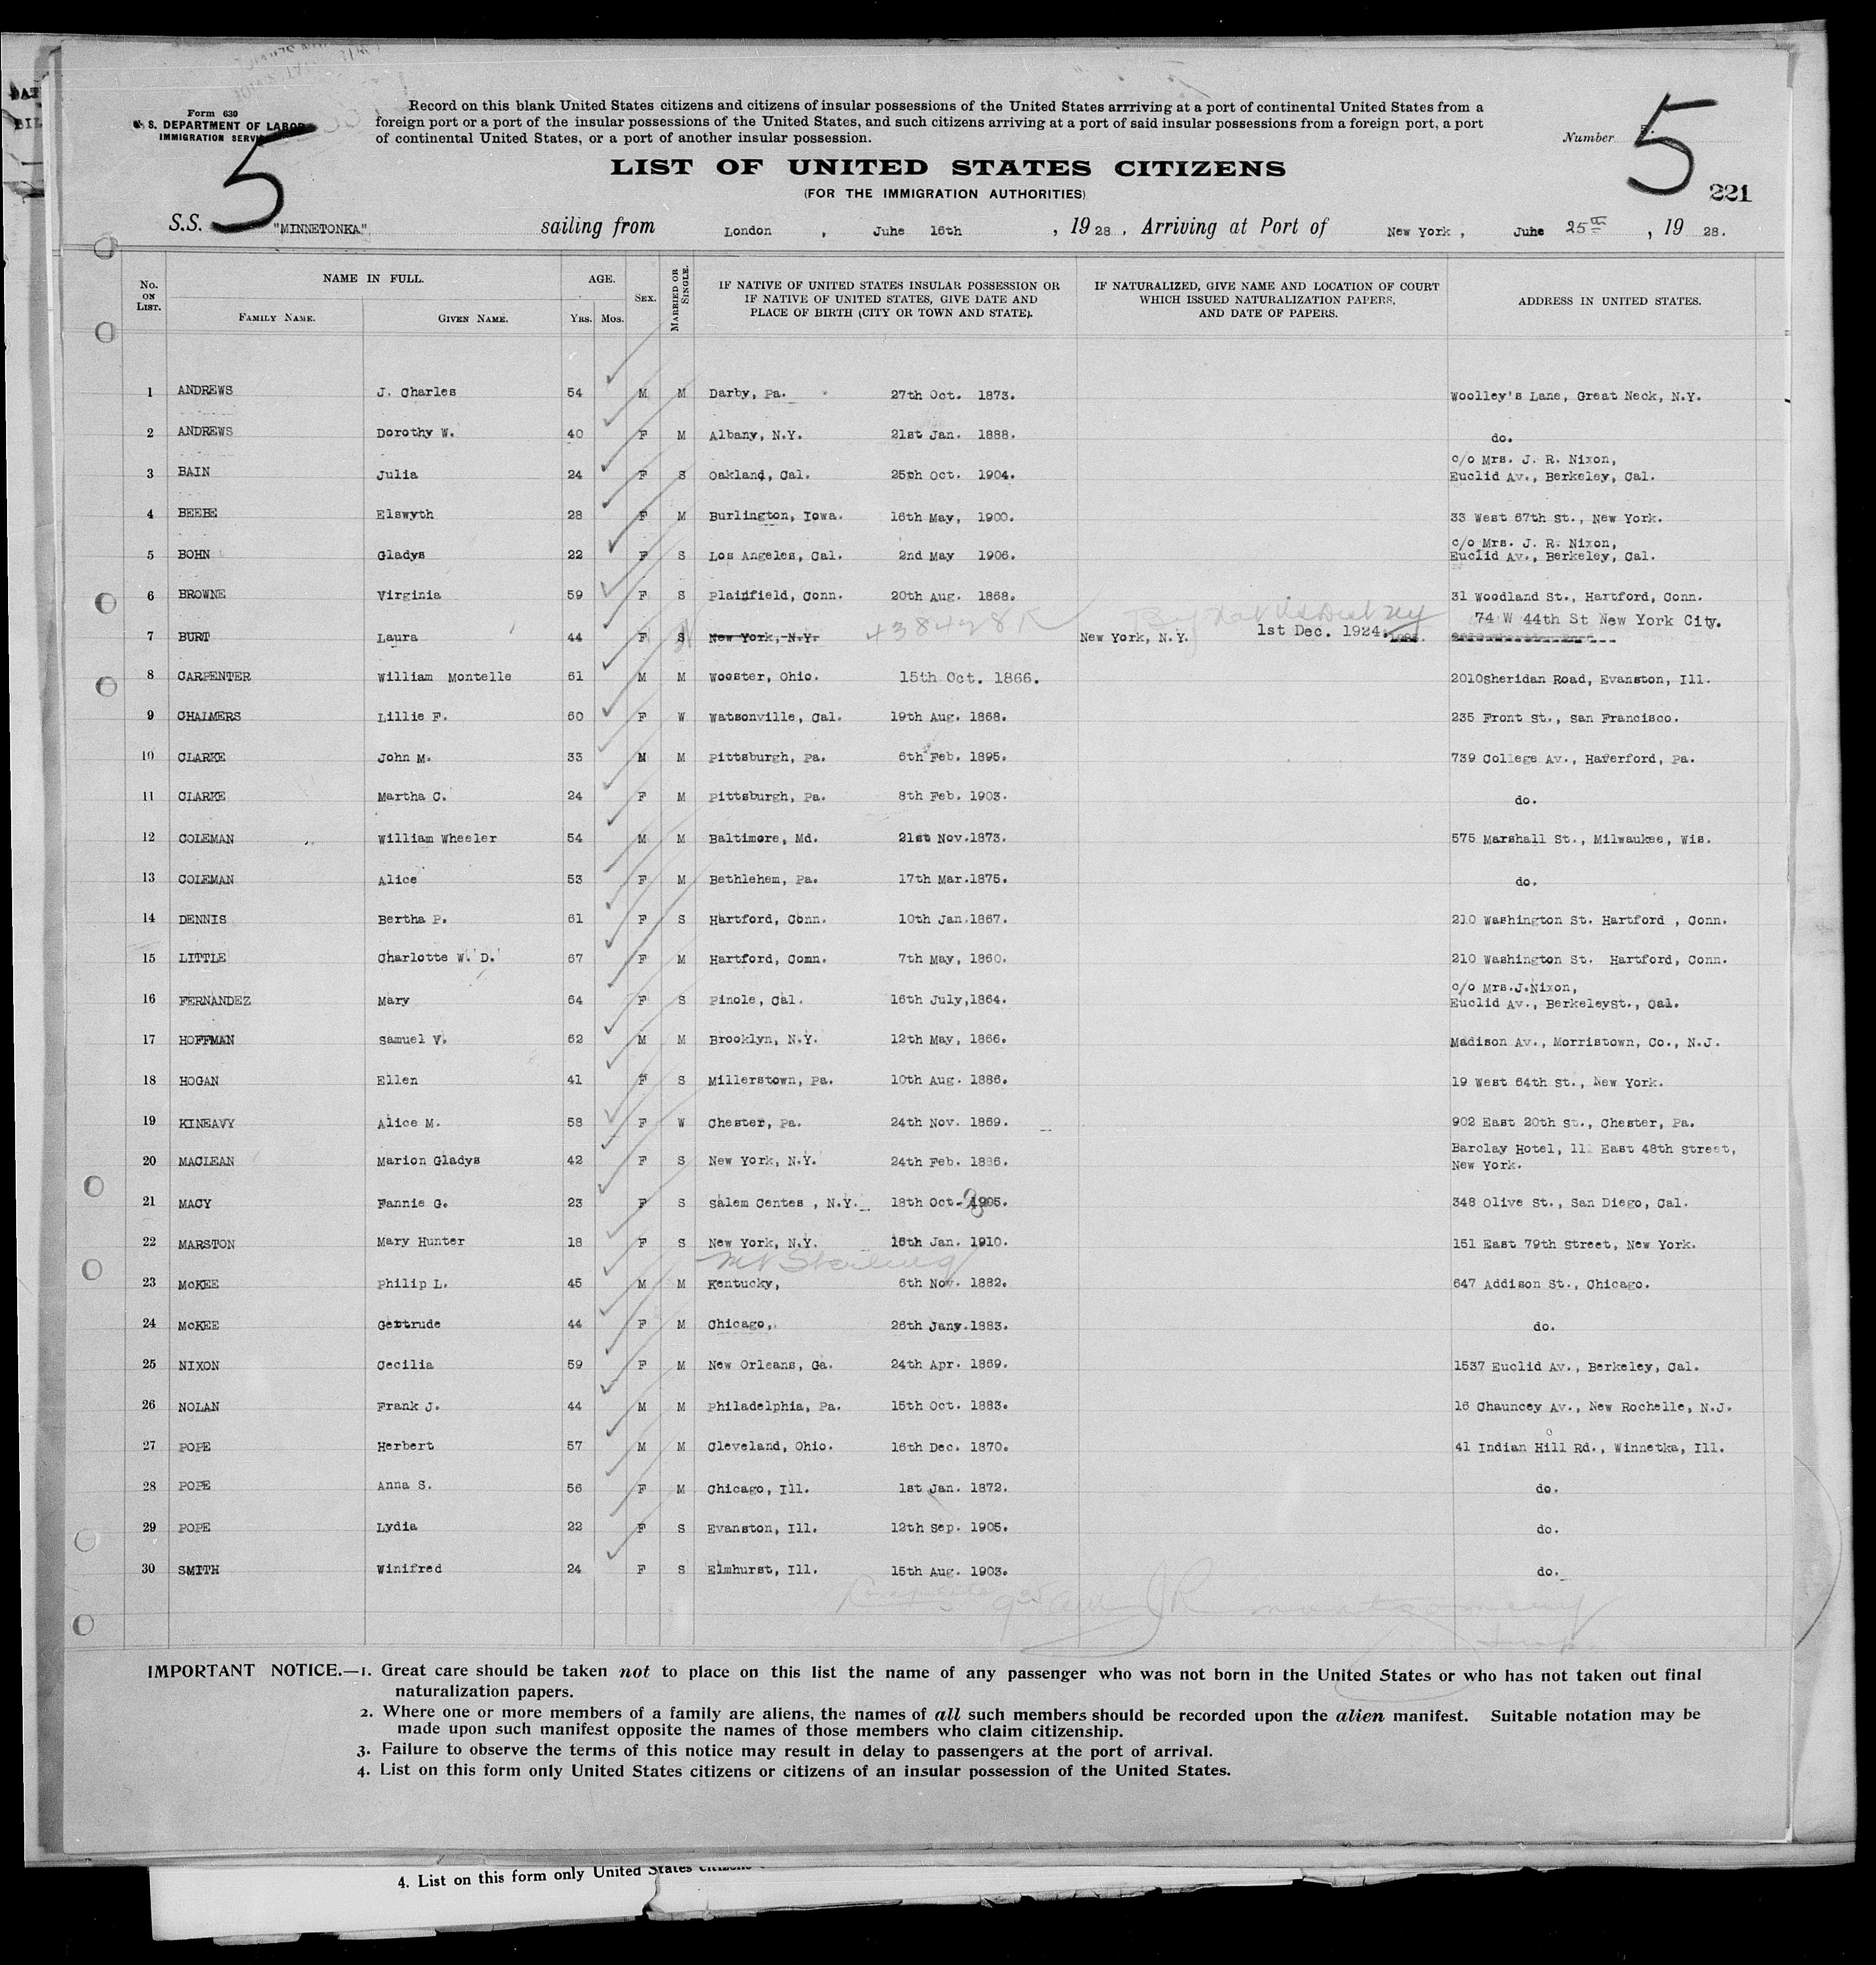 Form 630
U. S. DEPARTMENT OF LABOR
IMMIGRATION SERVICE
5
Record on this blank United States citizens and citizens of insular possessions of the United States arrriving at a port of continental United States from a
foreign port or a port of the insular possessions of the United States, and such citizens arriving at a port of said insular possessions from a foreign port, a port
of continental United States, or a port of another insular possession.
Number 5
LIST OF UNITED STATES CITIZENS
(FOR THE IMMIGRATION AUTHORITIES)
221
S.S. "MINNETONKA" sailing from London, June 16th, 1928, Arriving at Port of New York, June 25th, 1928.
No. ON LIST. NAME IN FULL. FAMILY NAME. GIVEN NAME. AGE. Yrs. Mos. SEX. MARRIED OR SINGLE. IF NATIVE OF UNITED STATES INSULAR POSSESSION OR IF NATIVE OF UNITED STATES, GIVE DATE AND PLACE OF BIRTH (CITY OR TOWN AND STATE). IF NATURALIZED, GIVE NAME AND LOCATION OF COURT WHICH ISSUED NATURALIZATION PAPERS, AND DATE OF PAPERS. ADDRESS IN UNITED STATES.
1 ANDREWS J. Charles 54 M M Darby, Pa. 27th Oct. 1873. Woolley's Lane, Great Neck, N.Y.
2 ANDREWS Dorothy W. 40 F M Albany, N.Y. 21st Jan. 1888. do.
3 BAIN Julia 24 F S Oakland, Cal. 25th Oct. 1904. c/o Mrs. J. R. Nixon, Euclid Av., Berkeley, Cal.
4 BEEBE Elswyth 28 F M Burlington, Iowa. 16th May, 1900. 33 West 67th St., New York.
5 BOHN Gladys 22 F S Los Angeles, Cal. 2nd May 1906. c/o Mrs. J. R. Nixon, Euclid Av., Berkeley, Cal.
6 BROWNE Virginia 59 F S Plainfield, Conn. 20th Aug. 1868. 31 Woodland St., Hartford, Conn.
7 BURT Laura 44 F S New York, N.Y. New York, N.Y. 1st Dec. 1924. 74 W 44th St New York City.
8 CARPENTER William Montelle 61 M M Wooster, Ohio. 15th Oct. 1866. 2010 Sheridan Road, Evanston, Ill.
9 CHALMERS Lillie F. 60 F W Watsonville, Cal. 19th Aug. 1868. 235 Front St., San Francisco.
10 CLARKE John M. 33 M M Pittsburgh, Pa. 6th Feb. 1895. 739 College Av., Haverford, Pa.
11 CLARKE Martha C. 24 F M Pittsburgh, Pa. 8th Feb. 1903. do.
12 COLEMAN William Wheeler 54 M M Baltimore, Md. 21st Nov. 1873. 575 Marshall St., Milwaukee, Wis.
13 COLEMAN Alice 53 F M Bethlehem, Pa. 17th Mar. 1875. do.
14 DENNIS Bertha P. 61 F S Hartford, Conn. 10th Jan. 1867. 210 Washington St. Hartford, Conn.
15 LITTLE Charlotte W. D. 67 F M Hartford, Conn. 7th May, 1860. 210 Washington St. Hartford, Conn.
16 FERNANDEZ Mary 64 F S Pinole, Cal. 16th July, 1864. c/o Mrs. J. Nixon, Euclid Av., Berkeleyst., Cal.
17 HOFFMAN Samuel V. 62 M M Brooklyn, N.Y. 12th May, 1866. Madison Av., Morristown, Co., N.J.
18 HOGAN Ellen 41 F S Millerstown, Pa. 10th Aug. 1886. 19 West 64th St., New York.
19 KINEAVY Alice M. 58 F W Chester, Pa. 24th Nov. 1869. 902 East 20th St., Chester, Pa.
20 MACLEAN Marion Gladys 42 F S New York, N.Y. 24th Feb. 1886. Barclay Hotel, 111 East 48th Street, New York.
21 MACY Fannie G. 23 F S Salem Centes, N.Y. 18th Oct. 1905. 348 Olive St., San Diego, Cal.
22 MARSTON Mary Hunter 18 F S New York, N.Y. 16th Jan. 1910. 151 East 79th Street, New York.
Mt Sterling
23 McKEE Philip L. 45 M M Kentucky, 6th Nov. 1882. 647 Addison St., Chicago.
24 McKEE Gertrude 44 F M Chicago, 26th Jany. 1883. do.
25 NIXON Cecilia 59 F M New Orleans, Ga. 24th Apr. 1869. 1537 Euclid Av., Berkeley, Cal.
26 NOLAN Frank J. 44 M M Philadelphia, Pa. 15th Oct. 1883. 16 Chauncey Av., New Rochelle, N.J.
27 POPE Herbert 57 M M Cleveland, Ohio. 16th Dec. 1870. 41 Indian Hill Rd., Winnetka, Ill.
28 POPE Anna S. 56 F M Chicago, Ill. 1st Jan. 1872. do.
29 POPE Lydia 22 F S Evanston, Ill. 12th Sep. 1905. do.
30 SMITH Winifred 24 F S Elmhurst, Ill. 15th Aug. 1903. do.
IMPORTANT NOTICE.—1. Great care should be taken not to place on this list the name of any passenger who was not born in the United States or who has not taken out final
naturalization papers.
2. Where one or more members of a family are aliens, the names of all such members should be recorded upon the alien manifest. Suitable notation may be
made upon such manifest opposite the names of those members who claim citizenship.
3. Failure to observe the terms of this notice may result in delay to passengers at the port of arrival.
4. List on this form only United States citizens or citizens of an insular possession of the United States.
4. List on this form only United States